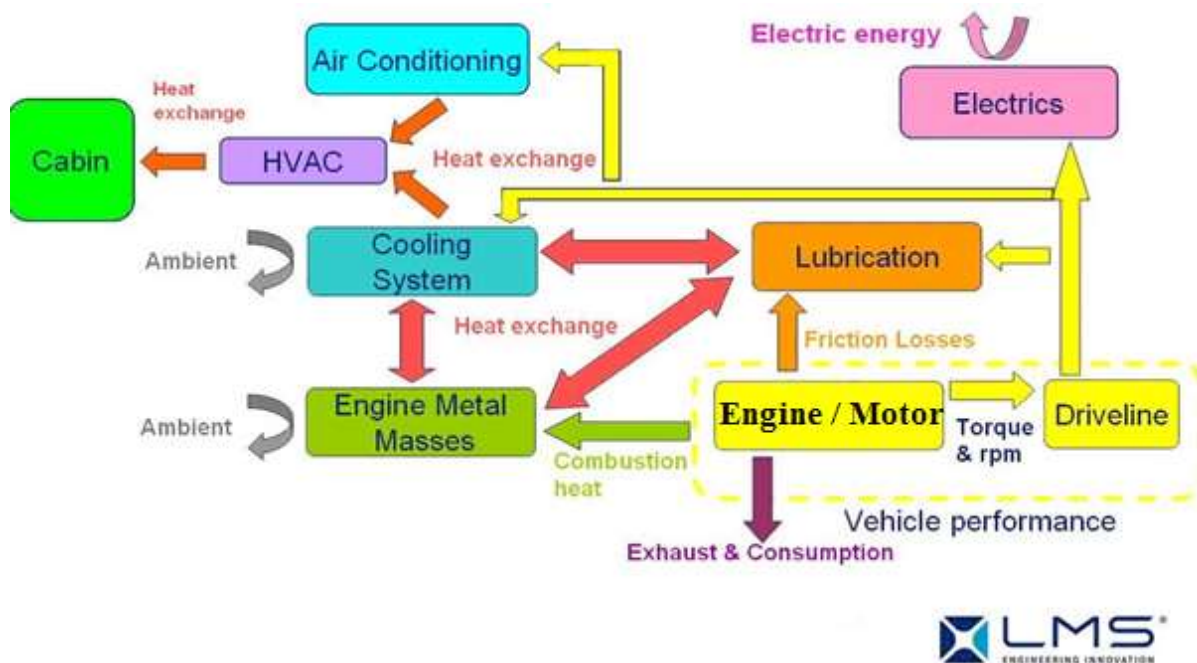 Electric energy
Air Conditioning
Electrics
Heat
exchange
Cabin
HVAC
Heat exchange
Ambient
Cooling
System
Lubrication
Heat exchange
Friction Losses
Ambient
Engine Metal
Masses
Engine / Motor
Driveline
Torque
& rpm
Combustion
heat
Vehicle performance
Exhaust & Consumption
LMS®
ENGINEERING INNOVATION